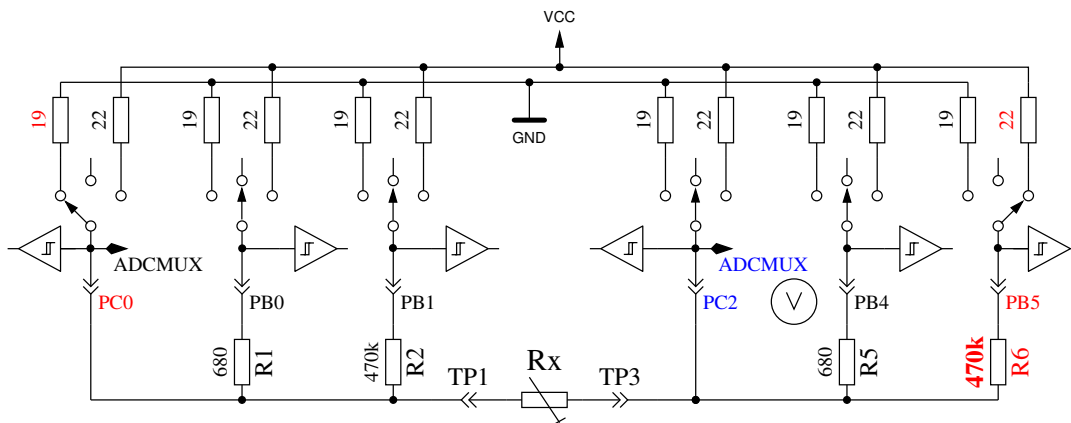 VCC
19 22 19 22 19 22 GND 19 22 19 22 19 22
ADCMUX ADCMUX
PC0 PB0 PB1 PC2 V PB4 PB5
680 R1 470k R2 Rx 680 R5 470k R6
TP1 TP3